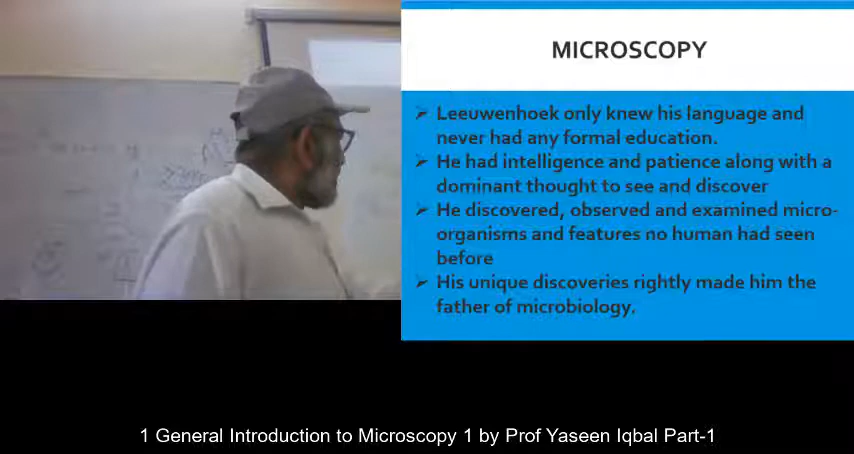 MICROSCOPY
➤ Leeuwenhoek only knew his language and
never had any formal education.
➤ He had intelligence and patience along with a
dominant thought to see and discover
➤ He discovered, observed and examined micro-
organisms and features no human had seen
before
➤ His unique discoveries rightly made him the
father of microbiology.
1 General Introduction to Microscopy 1 by Prof Yaseen Iqbal Part-1